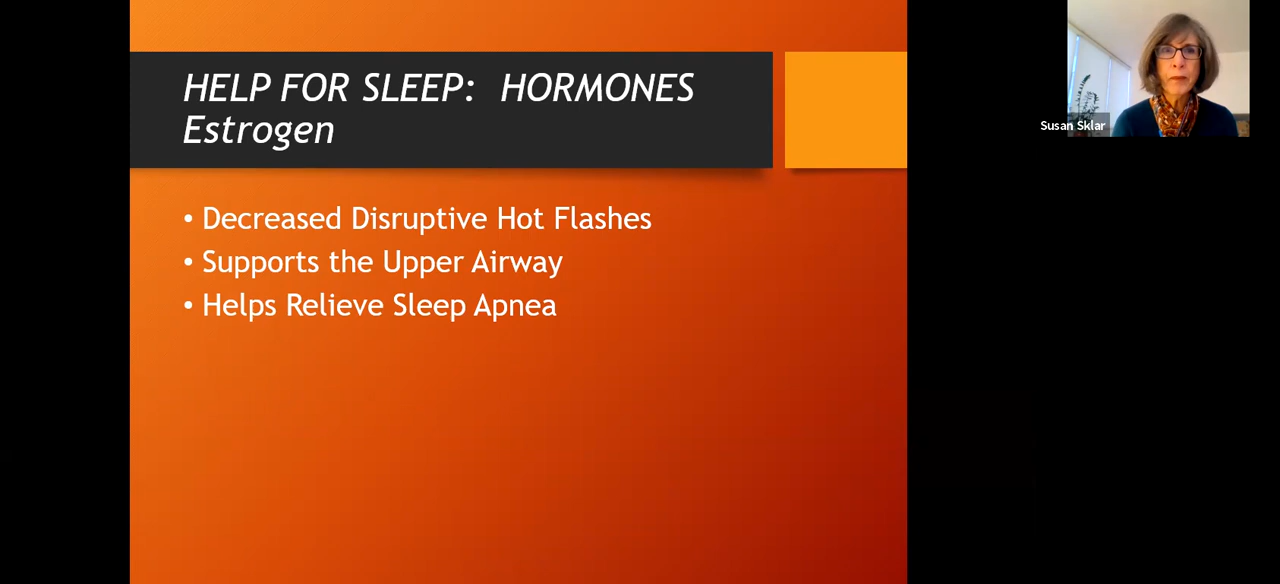 HELP FOR SLEEP: HORMONES
Estrogen
• Decreased Disruptive Hot Flashes
• Supports the Upper Airway
• Helps Relieve Sleep Apnea
Susan Sklar